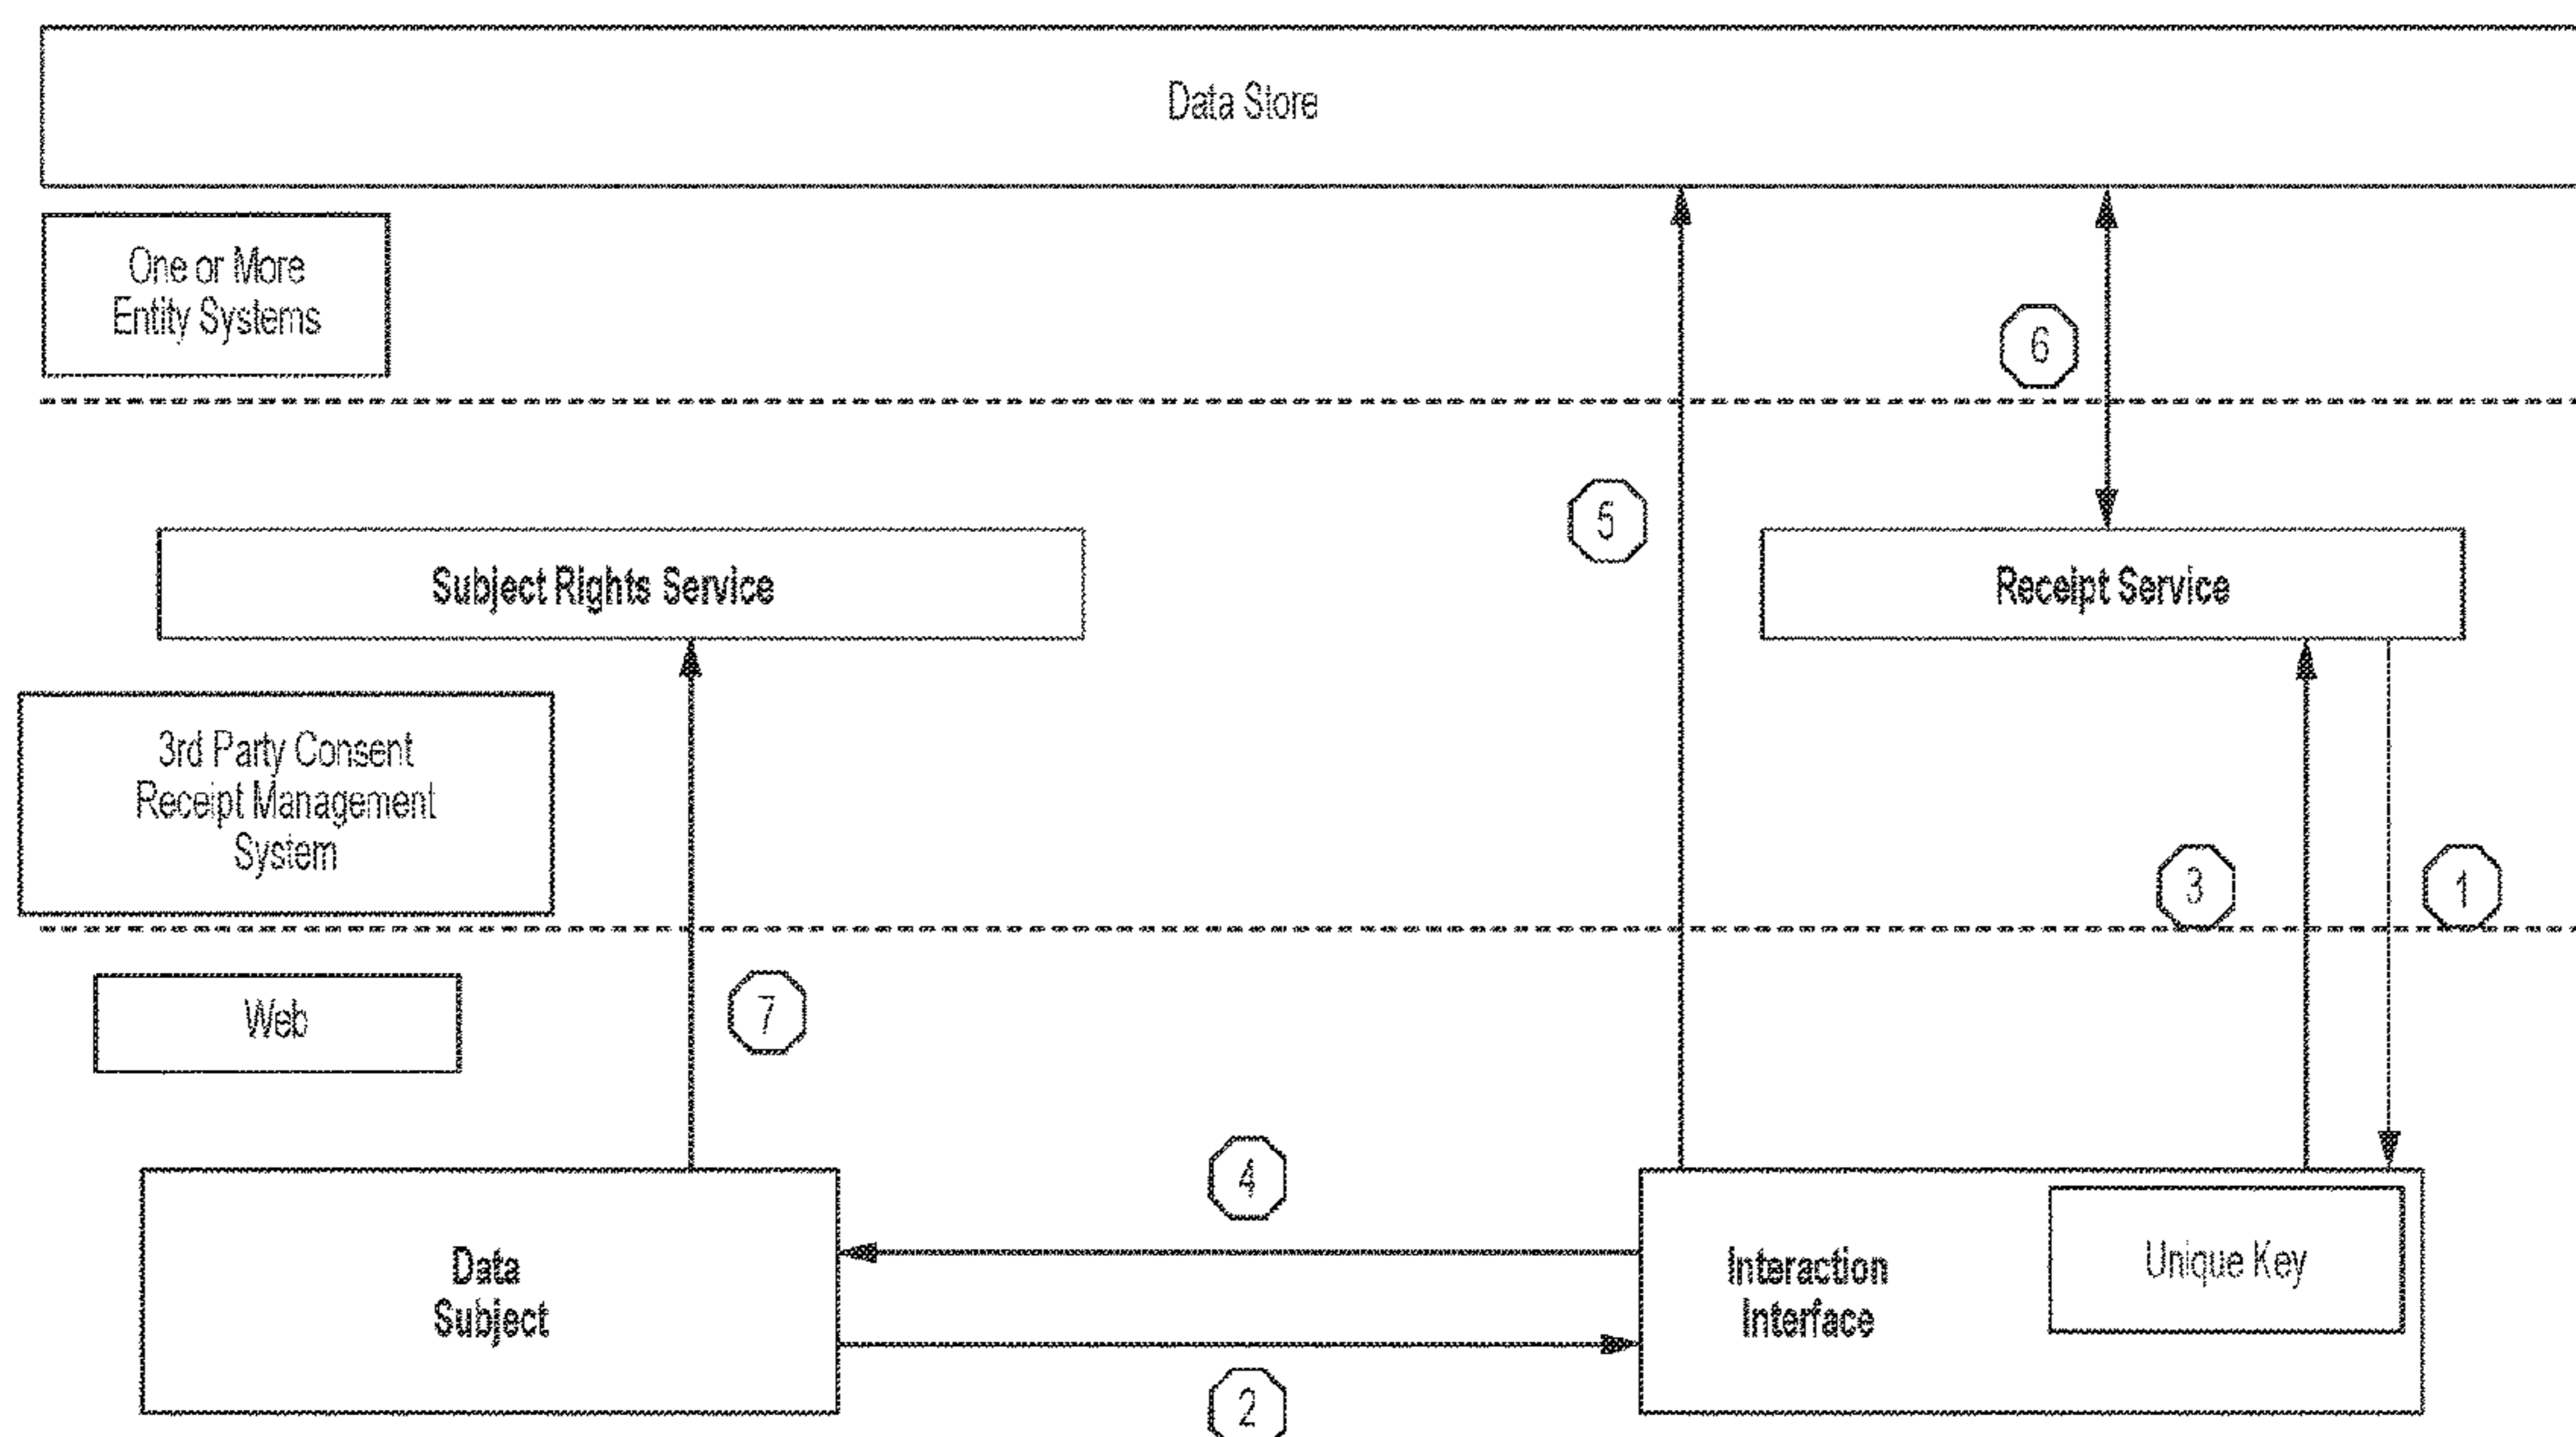 Data Store
One or More
Entity Systems
6
5
Subject Rights Service
Receipt Service
3rd Party Consent
Receipt Management
System
3
1
Web
7
4
Data
Subject
Interaction
Interface
Unique Key
2